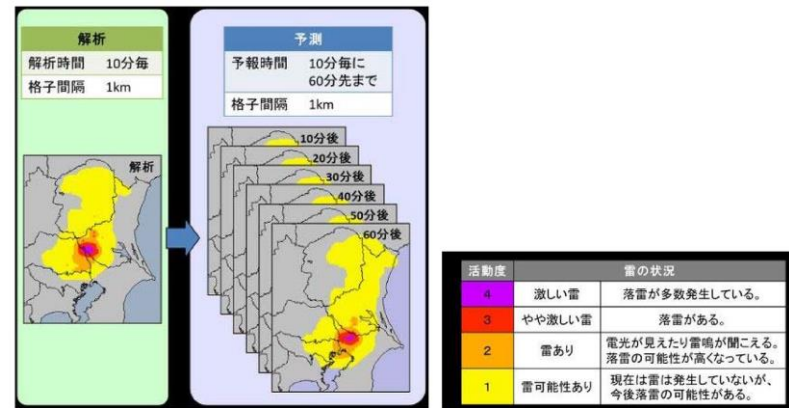 解析
解析時間 10分毎
格子間隔 1km
解析
予測
予報時間 10分毎に
60分先まで
格子間隔 1km
10分後
20分後
30分後
40分後
50分後
60分後
活動度 雷の状況
4 激しい雷 落雷が多数発生している。
3 やや激しい雷 落雷がある。
2 雷あり 電光が見えたり雷鳴が聞こえる。
落雷の可能性が高くなっている。
1 雷可能性あり 現在は雷は発生していないが、
今後落雷の可能性がある。